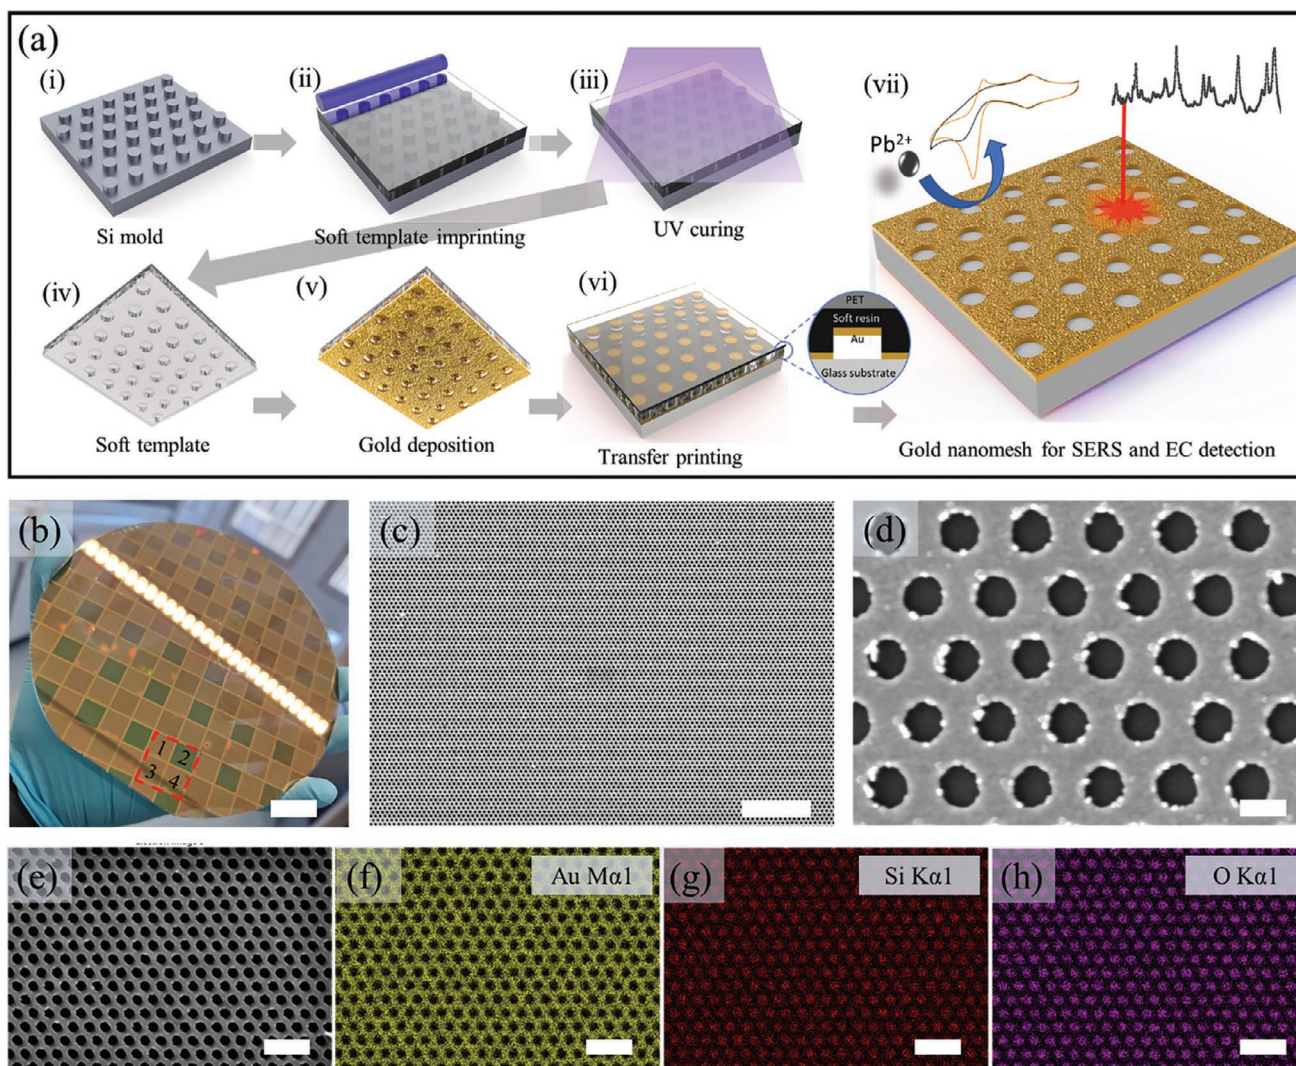 (a)
(i)
(ii)
(iii)
(vii)
Pb²⁺
Si mold
Soft template imprinting
UV curing
(iv)
(v)
(vi)
PET
Soft resin
Au
Glass substrate
Soft template
Gold deposition
Transfer printing
Gold nanomesh for SERS and EC detection
(b)
1
2
3
4
(c)
(d)
(e)
(f)
Au Mα1
(g)
Si Kα1
(h)
O Kα1